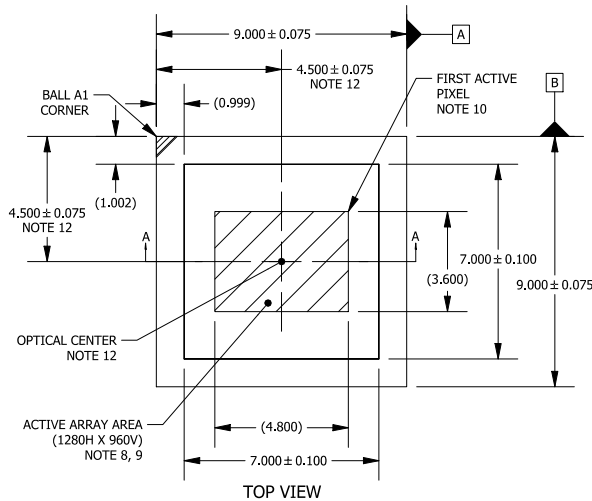 9.000 ± 0.075
A
4.500 ± 0.075
NOTE 12
BALL A1
CORNER
(0.999)
FIRST ACTIVE
PIXEL
NOTE 10
B
(1.002)
4.500 ± 0.075
NOTE 12
A
A
7.000 ± 0.100
(3.600)
9.000 ± 0.075
OPTICAL CENTER
NOTE 12
ACTIVE ARRAY AREA
(1280H X 960V)
NOTE 8, 9
(4.800)
7.000 ± 0.100
TOP VIEW